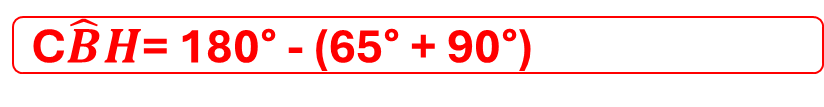 CB̂H= 180° - (65° + 90°)